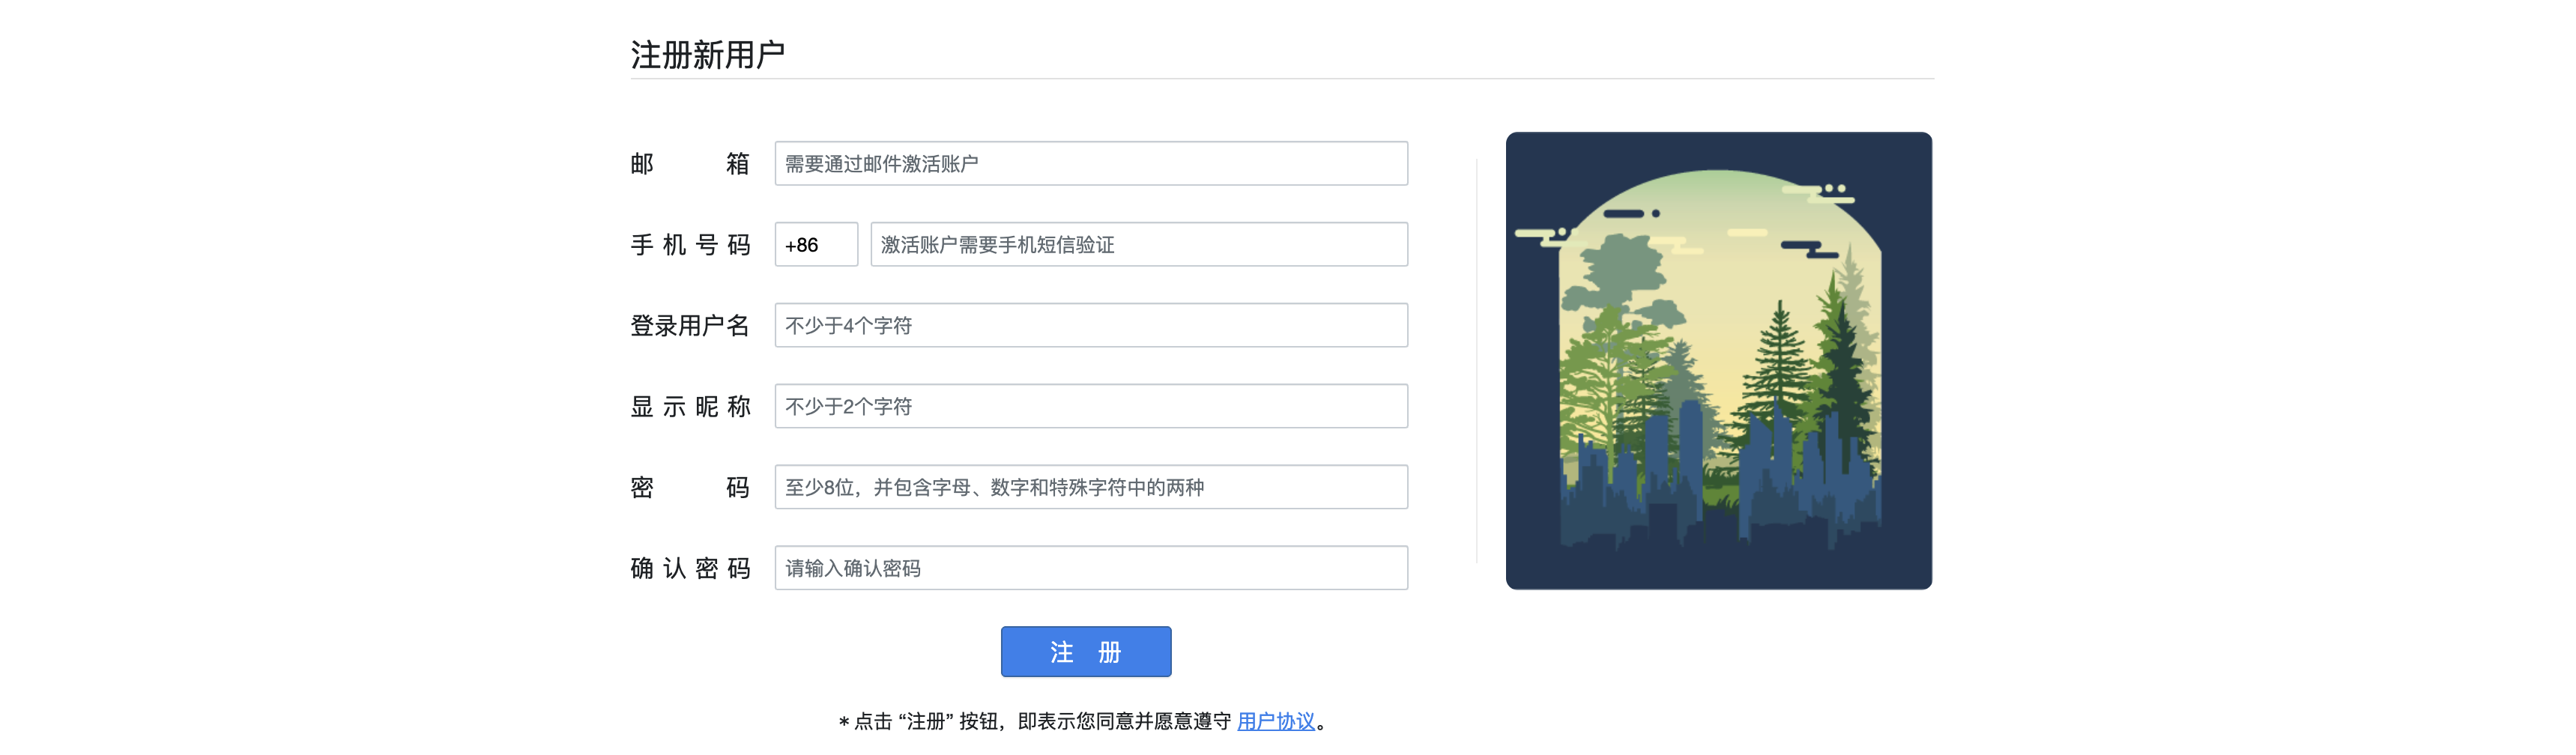 注册新用户
邮箱 需要通过邮件激活账户
手机号码 +86 激活账户需要手机短信验证
登录用户名 不少于4个字符
显示昵称 不少于2个字符
密码 至少8位，并包含字母、数字和特殊字符中的两种
确认密码 请输入确认密码
注 册
* 点击 “注册” 按钮，即表示您同意并愿意遵守 用户协议。